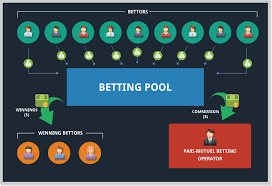 BETTORS
BETTING POOL
WINNINGS
($)
COMMISSION
($)
WINNING BETTORS
PARI-MUTUEL BETTING
OPERATOR